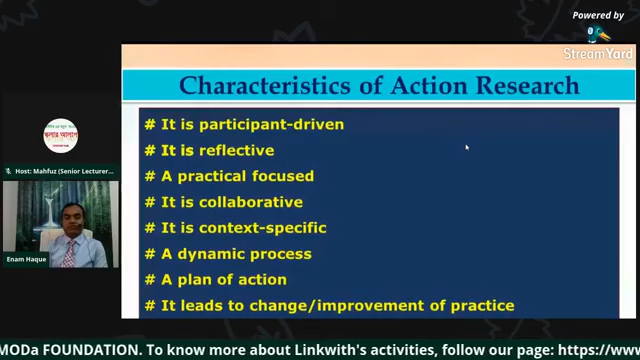 Powered by
StreamYard
Characteristics of Action Research
# It is participant-driven
# It is reflective
# A practical focused
# It is collaborative
# It is context-specific
# A dynamic process
# A plan of action
# It leads to change/improvement of practice
স্কলার আলাপ
Host: Mahfuz (Senior Lecturer...
Enam Haque
MODa FOUNDATION. To know more about Linkwith's activities, follow our page: https://www